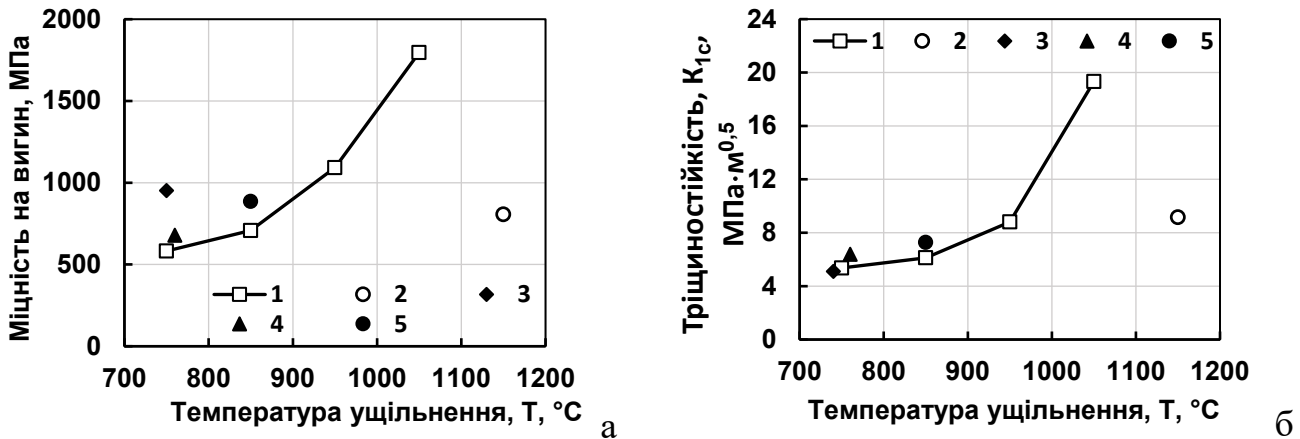 Міцність на вигин, МПа
2000
1500
1000
500
0
1 2 3
4 5
700 800 900 1000 1100 1200
Температура ущільнення, Т, °С
а
Тріщиностійкість, К1с,
МПа·м0,5
24
20
16
12
8
4
0
1 2 3 4 5
700 800 900 1000 1100 1200
Температура ущільнення, Т, °С
б